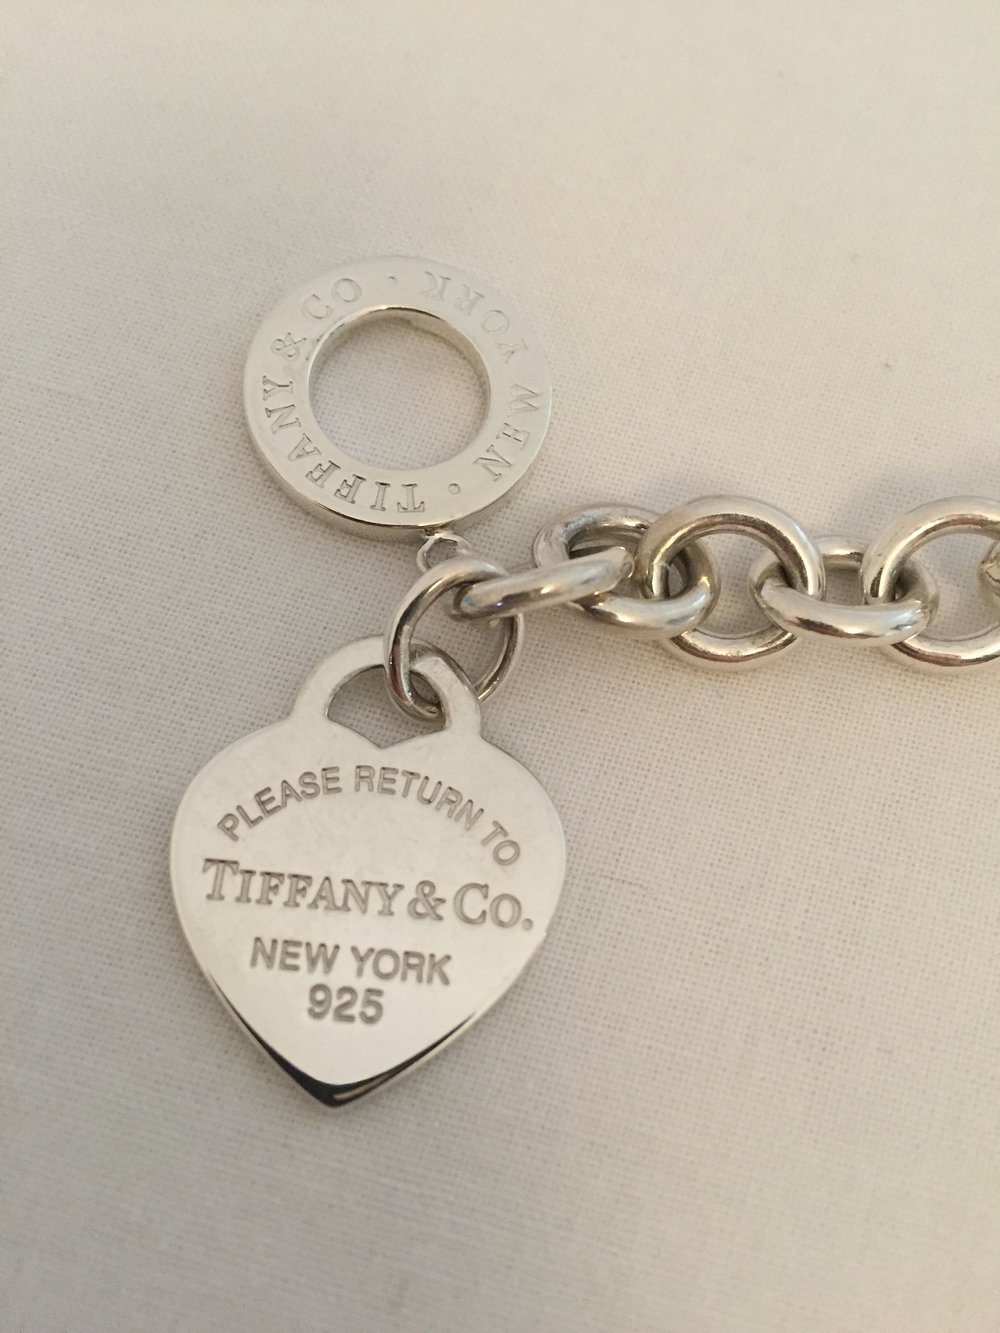 TIFFANY & CO · NEW YORK ·
PLEASE RETURN TO
TIFFANY & CO.
NEW YORK
925